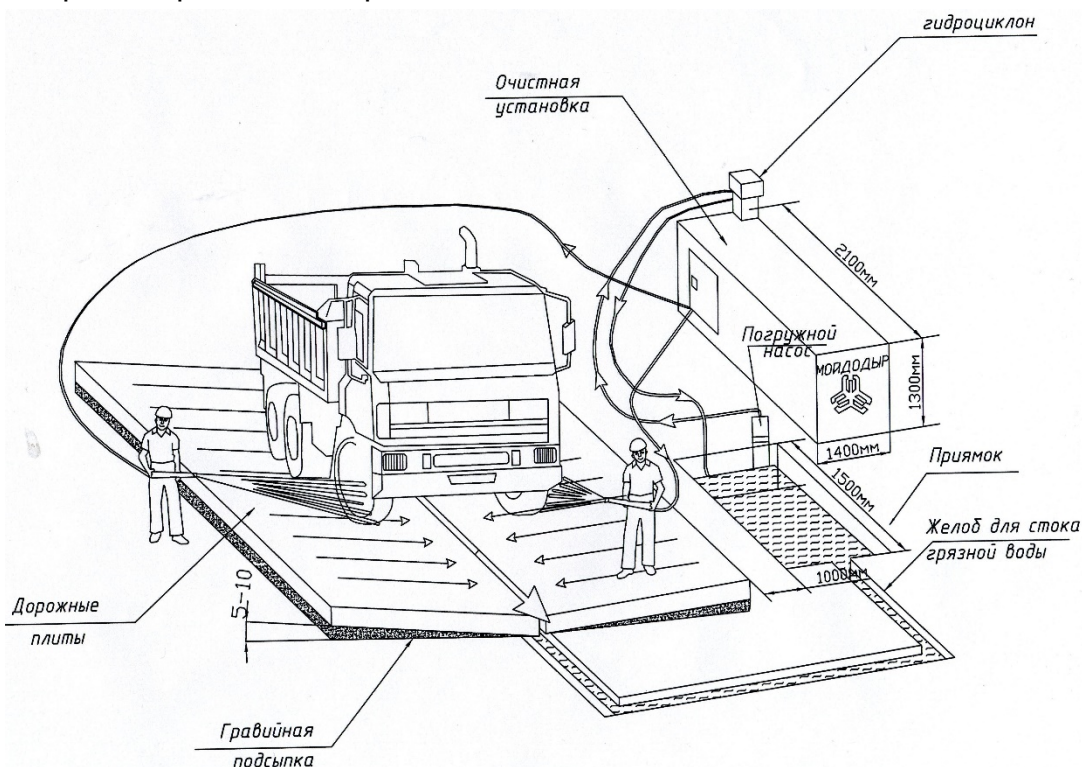 гидроциклон
Очистная
установка
2100мм
Погружной
насос
МОЙДОДЫР
1300мм
1400мм
Приямок
1500мм
Желоб для стока
грязной воды
1000мм
Дорожные
плиты
5-10
Гравийная
подсыпка